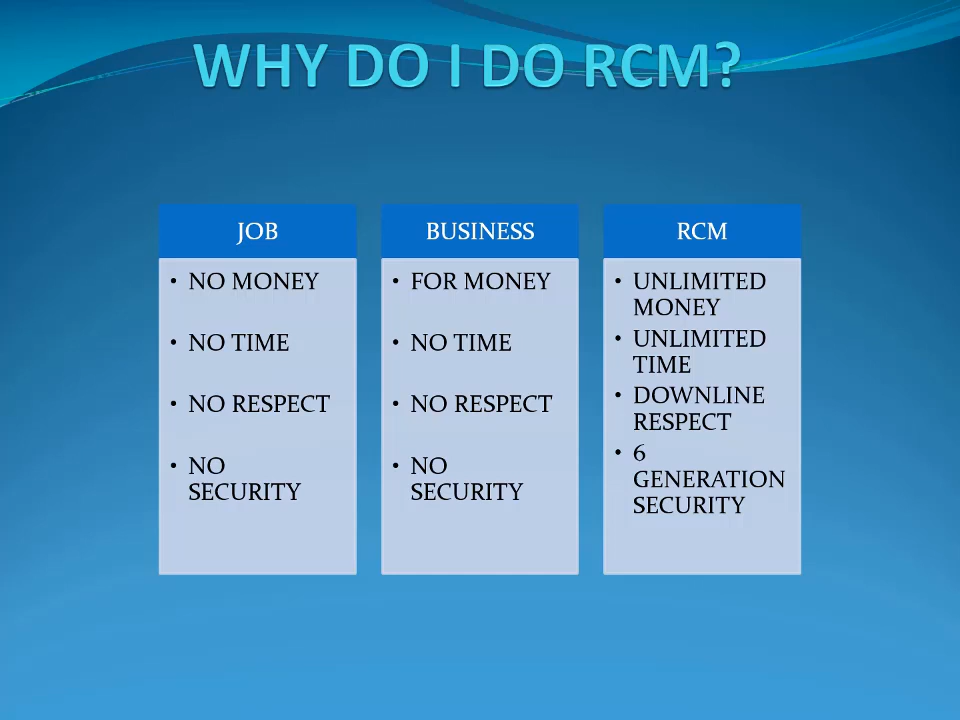 WHY DO I DO RCM?
JOB
• NO MONEY
• NO TIME
• NO RESPECT
• NO
SECURITY
BUSINESS
• FOR MONEY
• NO TIME
• NO RESPECT
• NO
SECURITY
RCM
• UNLIMITED
MONEY
• UNLIMITED
TIME
• DOWNLINE
RESPECT
• 6
GENERATION
SECURITY